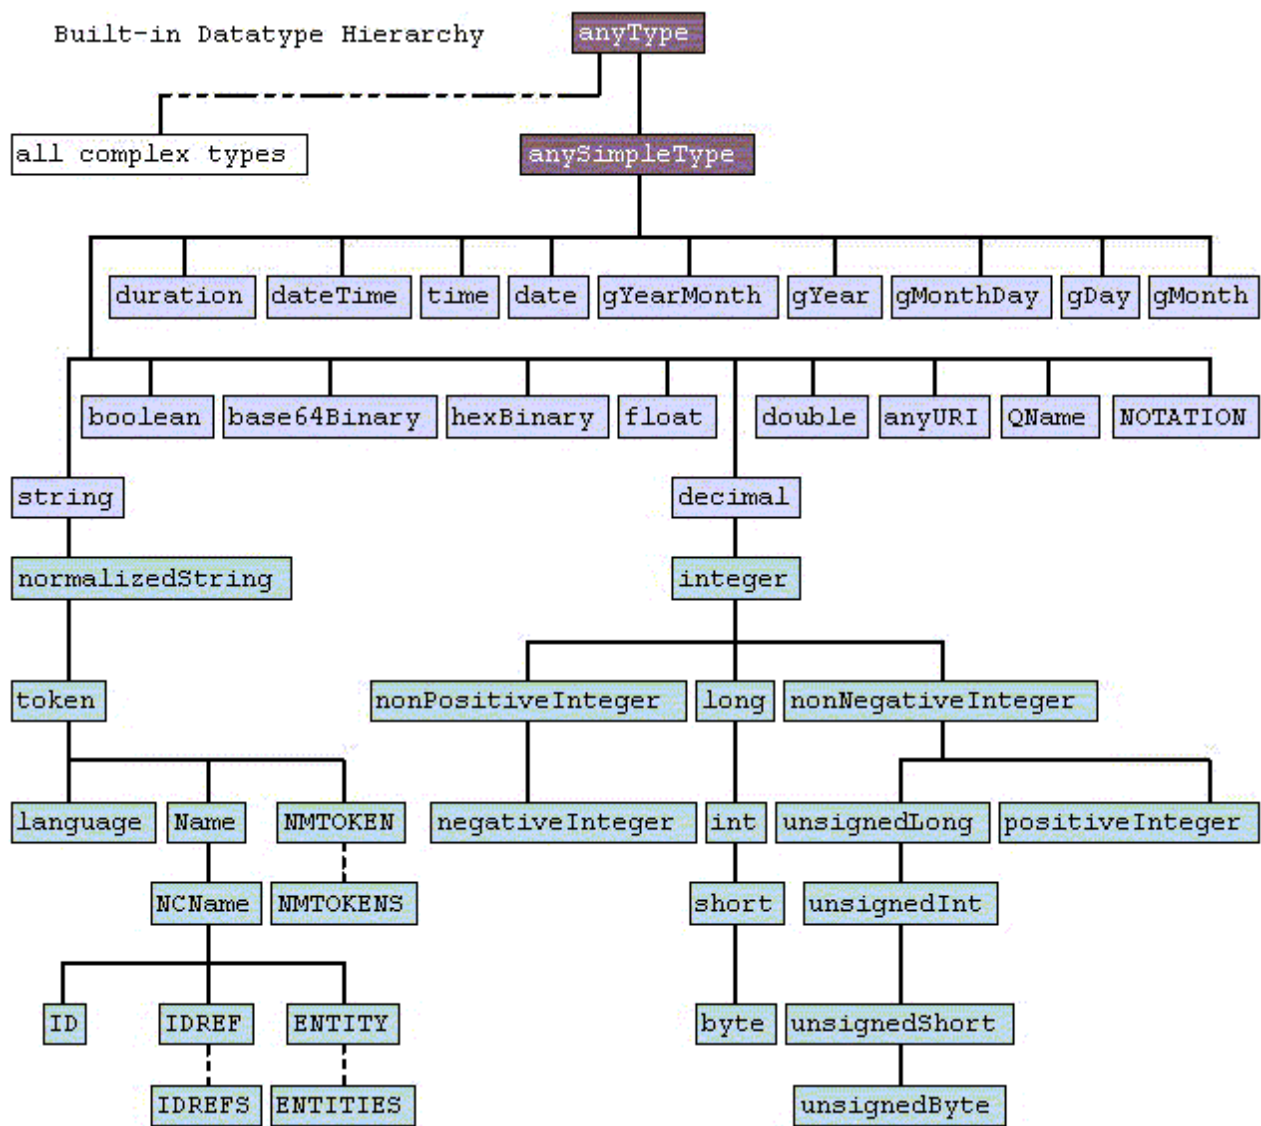 Built-in Datatype Hierarchy
anyType
all complex types
anySimpleType
duration dateTime time date gYearMonth gYear gMonthDay gDay gMonth
boolean base64Binary hexBinary float double anyURI QName NOTATION
string decimal
normalizedString integer
token nonPositiveInteger long nonNegativeInteger
language Name NMTOKEN negativeInteger int unsignedLong positiveInteger
NCName NMTOKENS short unsignedInt
ID IDREF ENTITY byte unsignedShort
IDREFS ENTITIES unsignedByte